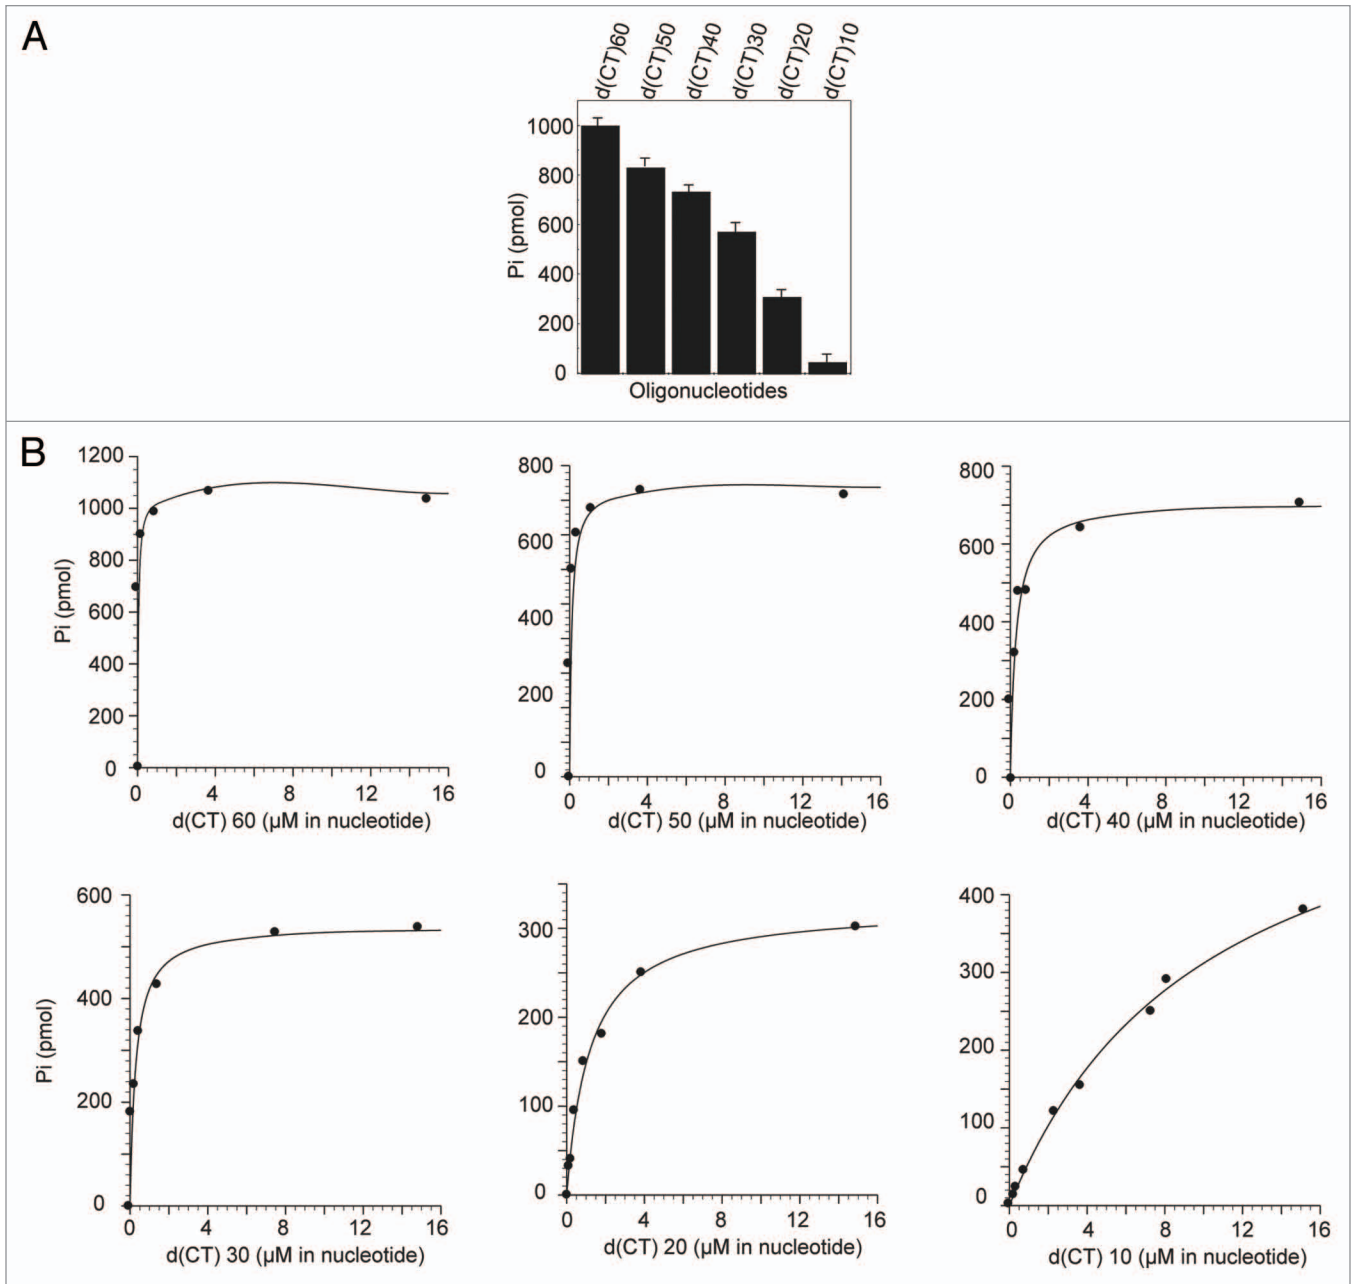 A
d(CT)60
d(CT)50
d(CT)40
d(CT)30
d(CT)20
d(CT)10
1000
800
600
400
200
0
Pi (pmol)
Oligonucleotides
B
1200
1000
800
600
400
200
0
Pi (pmol)
0 4 8 12 16
d(CT) 60 (µM in nucleotide)
800
600
400
200
0
0 4 8 12 16
d(CT) 50 (µM in nucleotide)
800
600
400
200
0
0 4 8 12 16
d(CT) 40 (µM in nucleotide)
600
400
200
0
Pi (pmol)
0 4 8 12 16
d(CT) 30 (µM in nucleotide)
300
200
100
0
0 4 8 12 16
d(CT) 20 (µM in nucleotide)
400
300
200
100
0
0 4 8 12 16
d(CT) 10 (µM in nucleotide)